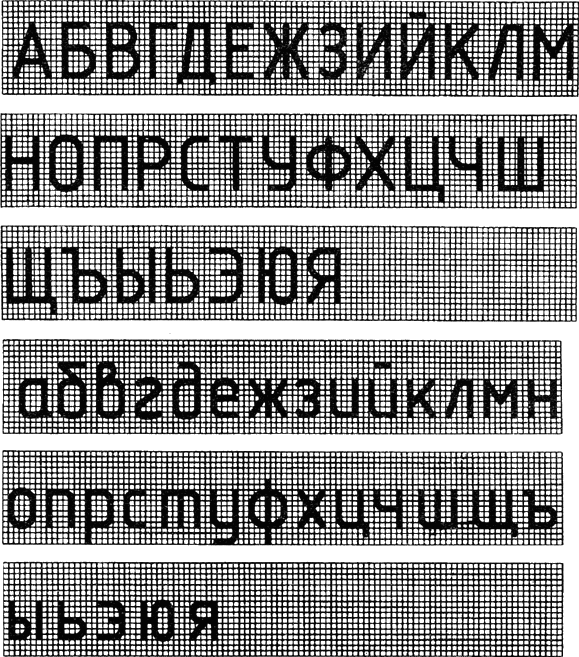 АБВГДЕЖЗИЙКЛМ
НОПРСТУФХЦЧШ
ЩЪЫЬЭЮЯ
абвгдежзийклмн
опрстуфхцчшщъ
ыьэюя